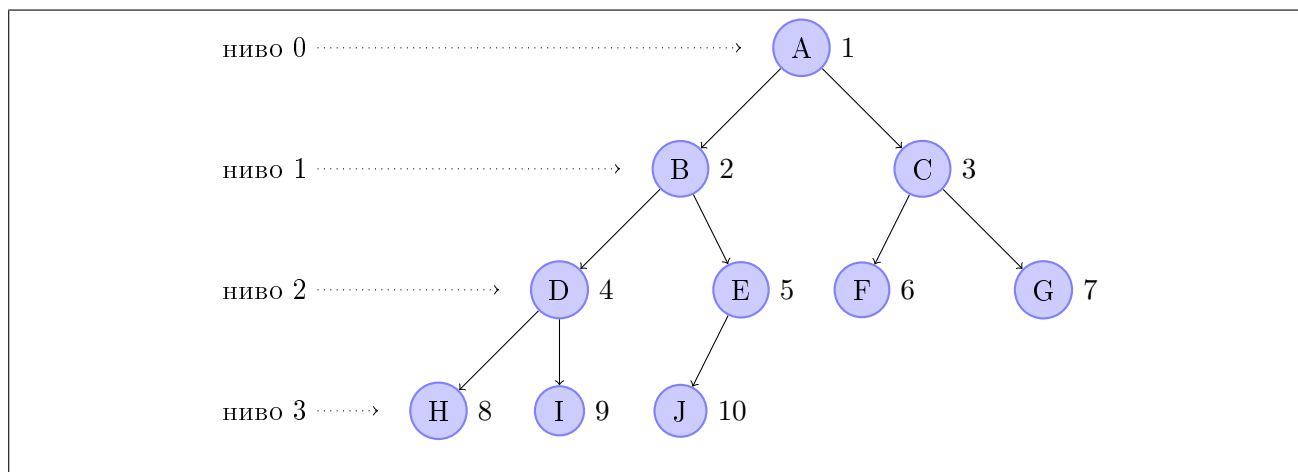 ниво 0 A 1
ниво 1 B 2 C 3
ниво 2 D 4 E 5 F 6 G 7
ниво 3 H 8 I 9 J 10